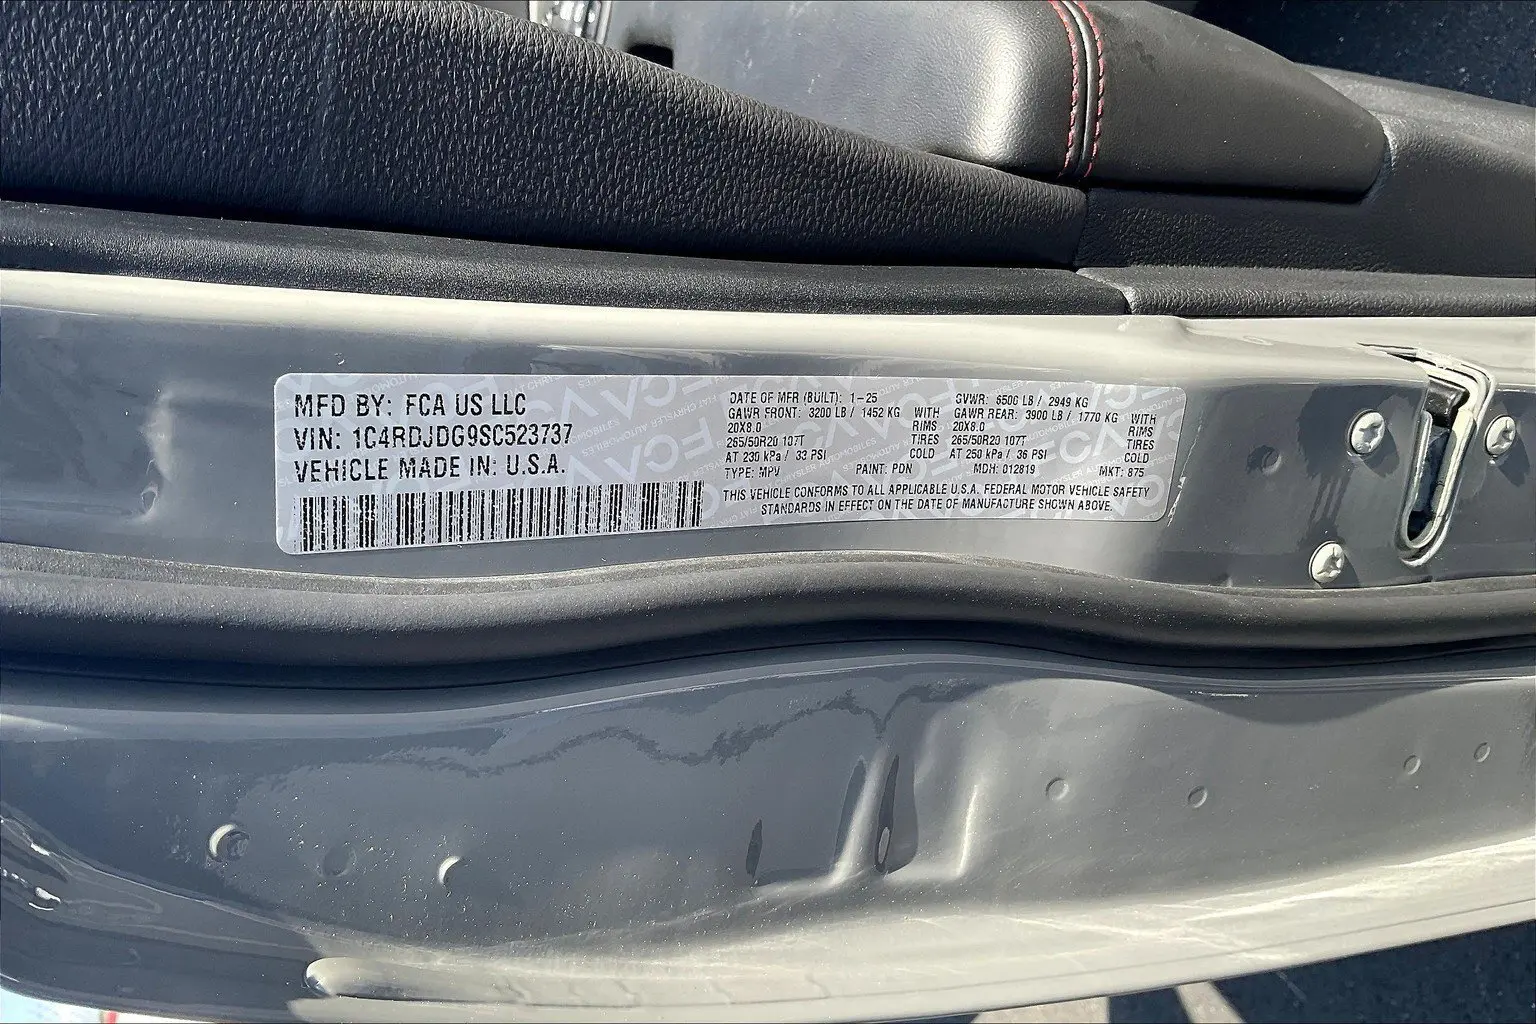 MFD BY: FCA US LLC
VIN: 1C4RDJDG9SC523737
VEHICLE MADE IN: U.S.A.
DATE OF MFR (BUILT): 1-25
GAWR FRONT: 3200 LB / 1452 KG WITH
20X8.0 RIMS
265/50R20 107T TIRES
AT 230 kPa / 33 PSI COLD
TYPE: MPV PAINT: PDN
GVWR: 6500 LB / 2949 KG
GAWR REAR: 3900 LB / 1770 KG WITH
20X8.0 RIMS
265/50R20 107T TIRES
AT 250 kPa / 36 PSI COLD
MDH: 012819 MKT: 875
THIS VEHICLE CONFORMS TO ALL APPLICABLE U.S.A. FEDERAL MOTOR VEHICLE SAFETY
STANDARDS IN EFFECT ON THE DATE OF MANUFACTURE SHOWN ABOVE.